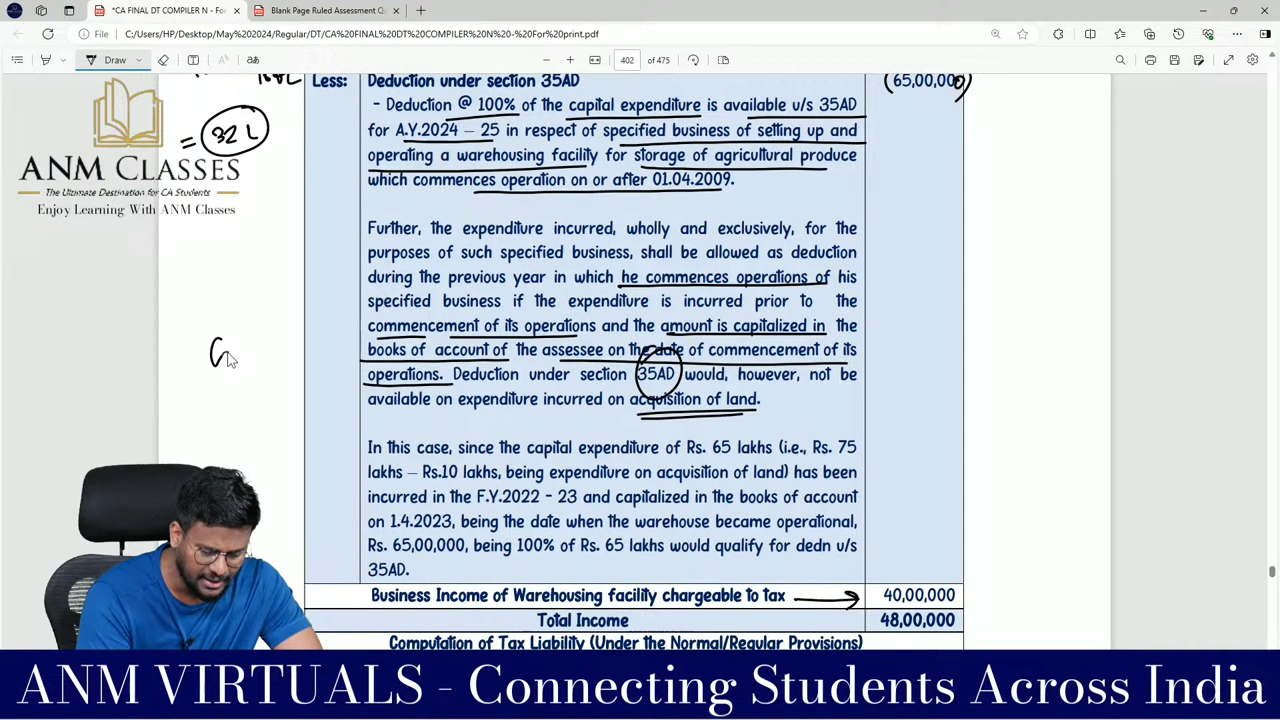 *CA FINAL DT COMPILER N - For
Blank Page Ruled Assessment Q
File
C:/Users/HP/Desktop/May%202024/Regular/DT/CA%20FINAL%20DT%20COMPILER%20N%20-%20For%20print.pdf
Draw
402 of 475
Less: Deduction under section 35AD (65,00,000)
- Deduction @ 100% of the capital expenditure is available u/s 35AD
for A.Y.2024 – 25 in respect of specified business of setting up and
operating a warehousing facility for storage of agricultural produce
which commences operation on or after 01.04.2009.
= 32 L
ANM CLASSES
The Ultimate Destination for CA Students
Enjoy Learning With ANM Classes
Further, the expenditure incurred, wholly and exclusively, for the
purposes of such specified business, shall be allowed as deduction
during the previous year in which he commences operations of his
specified business if the expenditure is incurred prior to the
commencement of its operations and the amount is capitalized in the
books of account of the assessee on the date of commencement of its
operations. Deduction under section 35AD would, however, not be
available on expenditure incurred on acquisition of land.
In this case, since the capital expenditure of Rs. 65 lakhs (i.e., Rs. 75
lakhs – Rs.10 lakhs, being expenditure on acquisition of land) has been
incurred in the F.Y.2022 - 23 and capitalized in the books of account
on 1.4.2023, being the date when the warehouse became operational,
Rs. 65,00,000, being 100% of Rs. 65 lakhs would qualify for dedn u/s
35AD.
Business Income of Warehousing facility chargeable to tax 40,00,000
Total Income 48,00,000
Computation of Tax Liability (Under the Normal/Regular Provisions)
ANM VIRTUALS - Connecting Students Across India